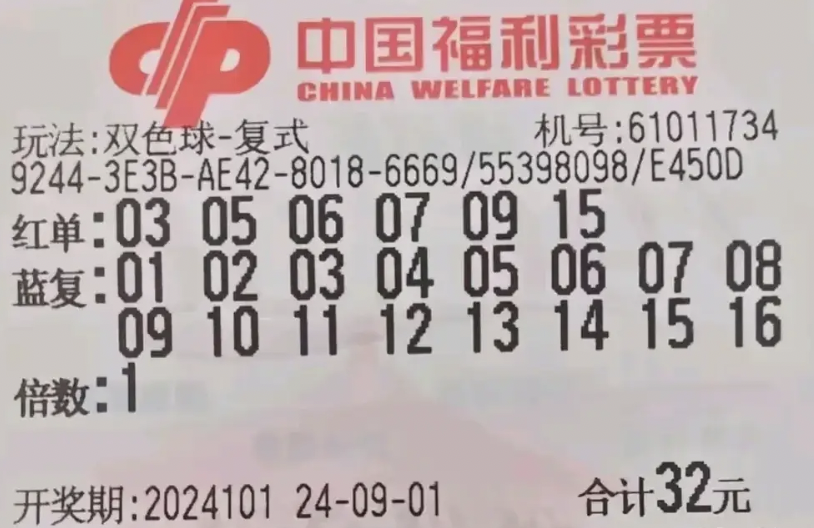 中国福利彩票
CHINA WELFARE LOTTERY
玩法:双色球-复式 机号:61011734
9244-3E3B-AE42-8018-6669/55398098/E450D
红单:03 05 06 07 09 15
蓝复:01 02 03 04 05 06 07 08
09 10 11 12 13 14 15 16
倍数:1
开奖期:2024101 24-09-01 合计32元